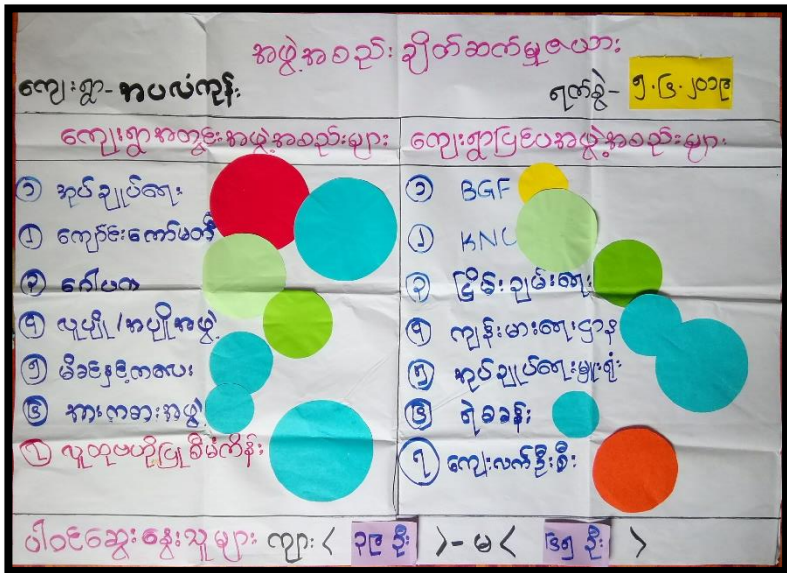 အဖွဲ့အစည်းချိတ်ဆက်မှုဇယား
ကျေးရွာ-အပလံကုန်း
ရက်စွဲ- ၅.၆.၂၀၁၉
ကျေးရွာအတွင်းအဖွဲ့အစည်းများ
၁ အုပ်ချုပ်ရေး
၂ ကျောင်းကော်မတီ
၃ ဂေါပက
၄ လူပျို/အပျိုအဖွဲ့
၅ မိခင်နှင့်ကလေး
၆ အားကစားအဖွဲ့
၇ လူထုဗဟိုပြုစီမံကိန်း
ကျေးရွာပြင်ပအဖွဲ့အစည်းများ
၁ BGF
၂ KNU
၃ ငြိမ်းချမ်းရေး
၄ ကျန်းမာရေးဌာန
၅ အုပ်ချုပ်ရေးမှူးရုံး
၆ ရဲစခန်း
၇ ကျေးလက်ဦးစီး
ပါဝင်ဆွေးနွေးသူများ ကျား < ၃၉ ဦး > - မ < ၆၅ ဦး >